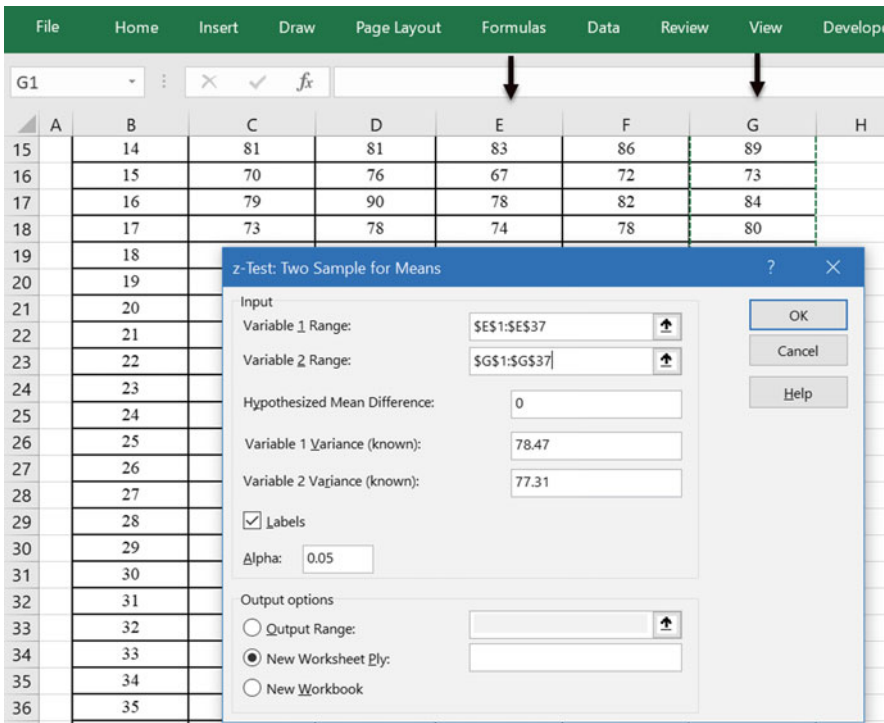 File Home Insert Draw Page Layout Formulas Data Review View Develope
G1 fx
A B C D E F G H
15 14 81 81 83 86 89
16 15 70 76 67 72 73
17 16 79 90 78 82 84
18 17 73 78 74 78 80
19 18
20 19
21 20
22 21
23 22
24 23
25 24
26 25
27 26
28 27
29 28
30 29
31 30
32 31
33 32
34 33
35 34
36 35
z-Test: Two Sample for Means ?
Input
Variable 1 Range: $E$1:$E$37
Variable 2 Range: $G$1:$G$37
Hypothesized Mean Difference: 0
Variable 1 Variance (known): 78.47
Variable 2 Variance (known): 77.31
Labels
Alpha: 0.05
Output options
Output Range:
New Worksheet Ply:
New Workbook
OK
Cancel
Help